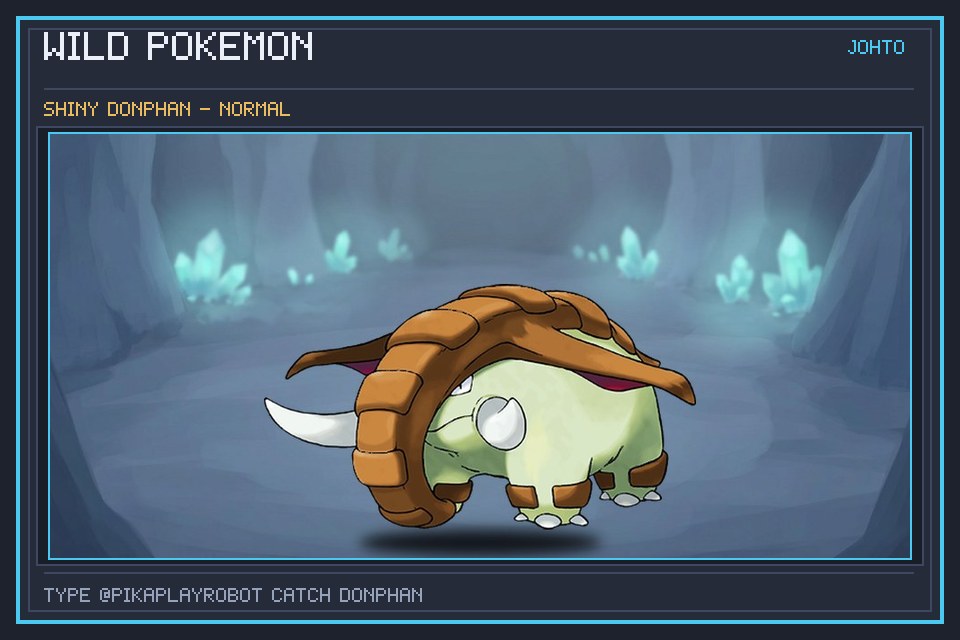 WILD POKEMON
JOHTO
SHINY DONPHAN - NORMAL
TYPE @PIKAPLAYROBOT CATCH DONPHAN